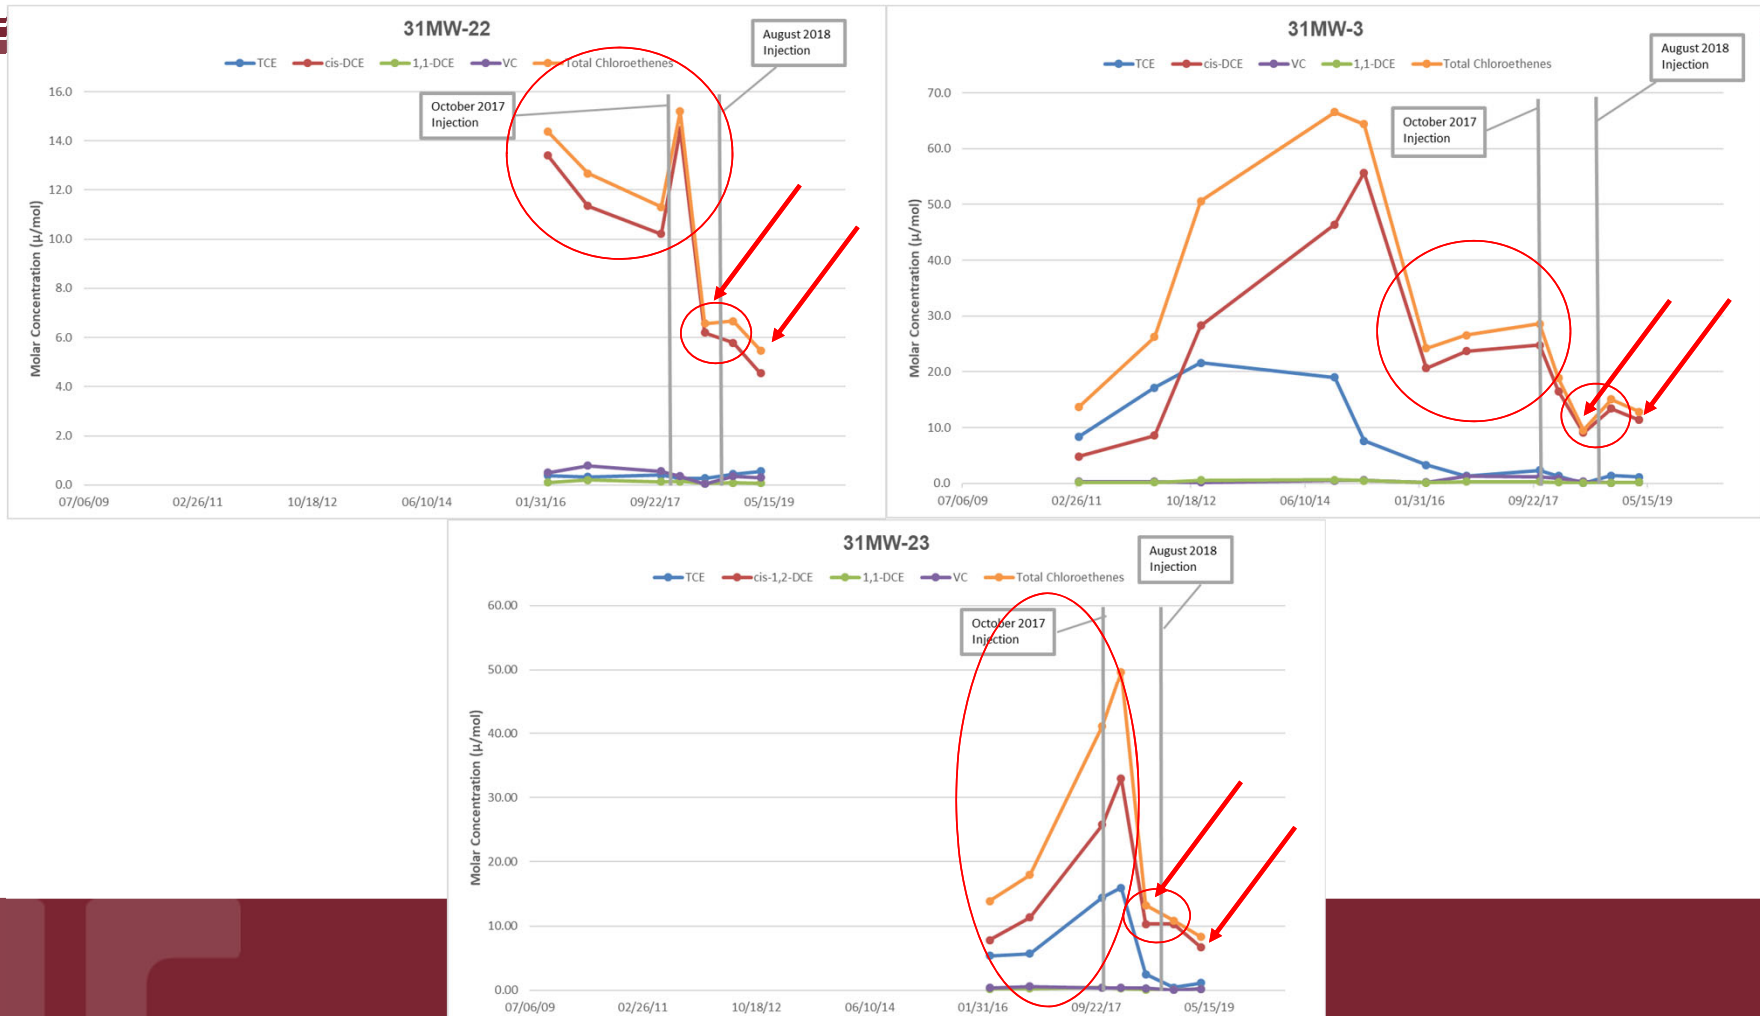 31MW-22
August 2018
Injection
TCE cis-DCE 1,1-DCE VC Total Chloroethenes
October 2017
Injection
Molar Concentration (µ/mol)
16.0
14.0
12.0
10.0
8.0
6.0
4.0
2.0
0.0
07/06/09 02/26/11 10/18/12 06/10/14 01/31/16 09/22/17 05/15/19
31MW-3
August 2018
Injection
TCE cis-DCE VC 1,1-DCE Total Chloroethenes
October 2017
Injection
Molar Concentration (µ/mol)
70.0
60.0
50.0
40.0
30.0
20.0
10.0
0.0
07/06/09 02/26/11 10/18/12 06/10/14 01/31/16 09/22/17 05/15/19
31MW-23
August 2018
Injection
TCE cis-1,2-DCE 1,1-DCE VC Total Chloroethenes
October 2017
Injection
Molar Concentration (µ/mol)
60.00
50.00
40.00
30.00
20.00
10.00
0.00
07/06/09 02/26/11 10/18/12 06/10/14 01/31/16 09/22/17 05/15/19